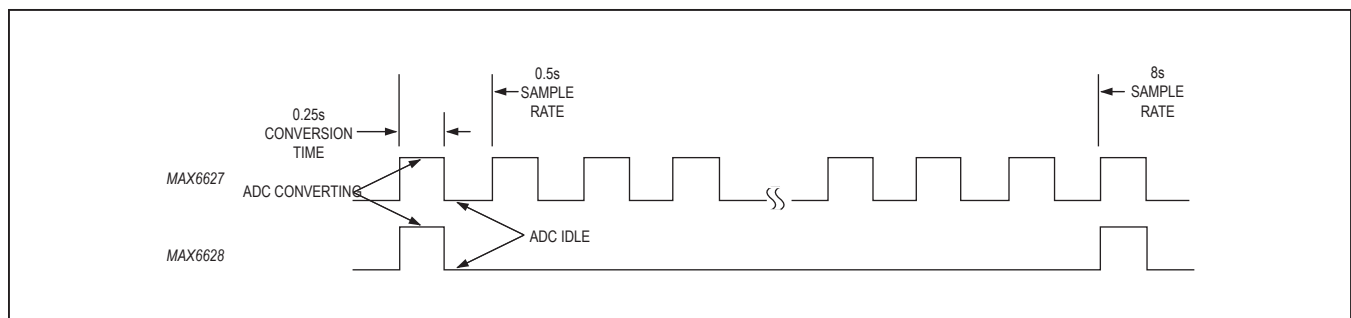 0.5s
SAMPLE
RATE
8s
SAMPLE
RATE
0.25s
CONVERSION
TIME
MAX6627
ADC CONVERTING
ADC IDLE
MAX6628